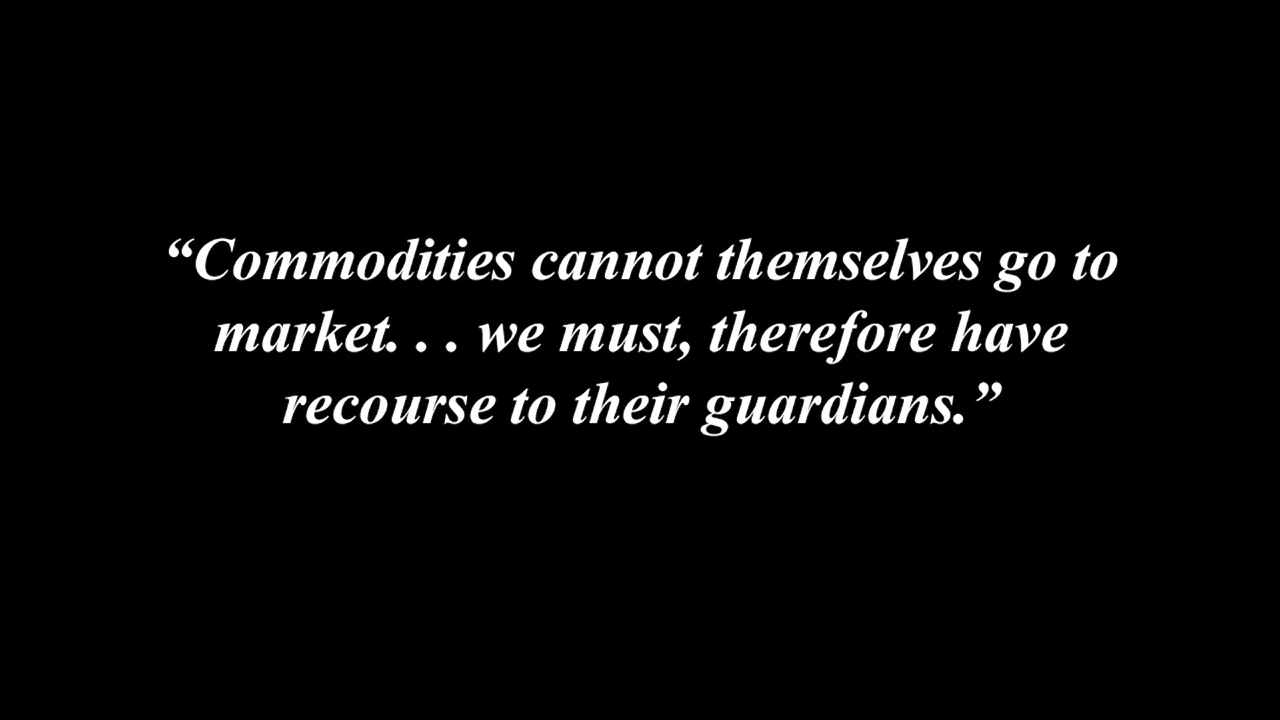 “Commodities cannot themselves go to
market. . . we must, therefore have
recourse to their guardians.”